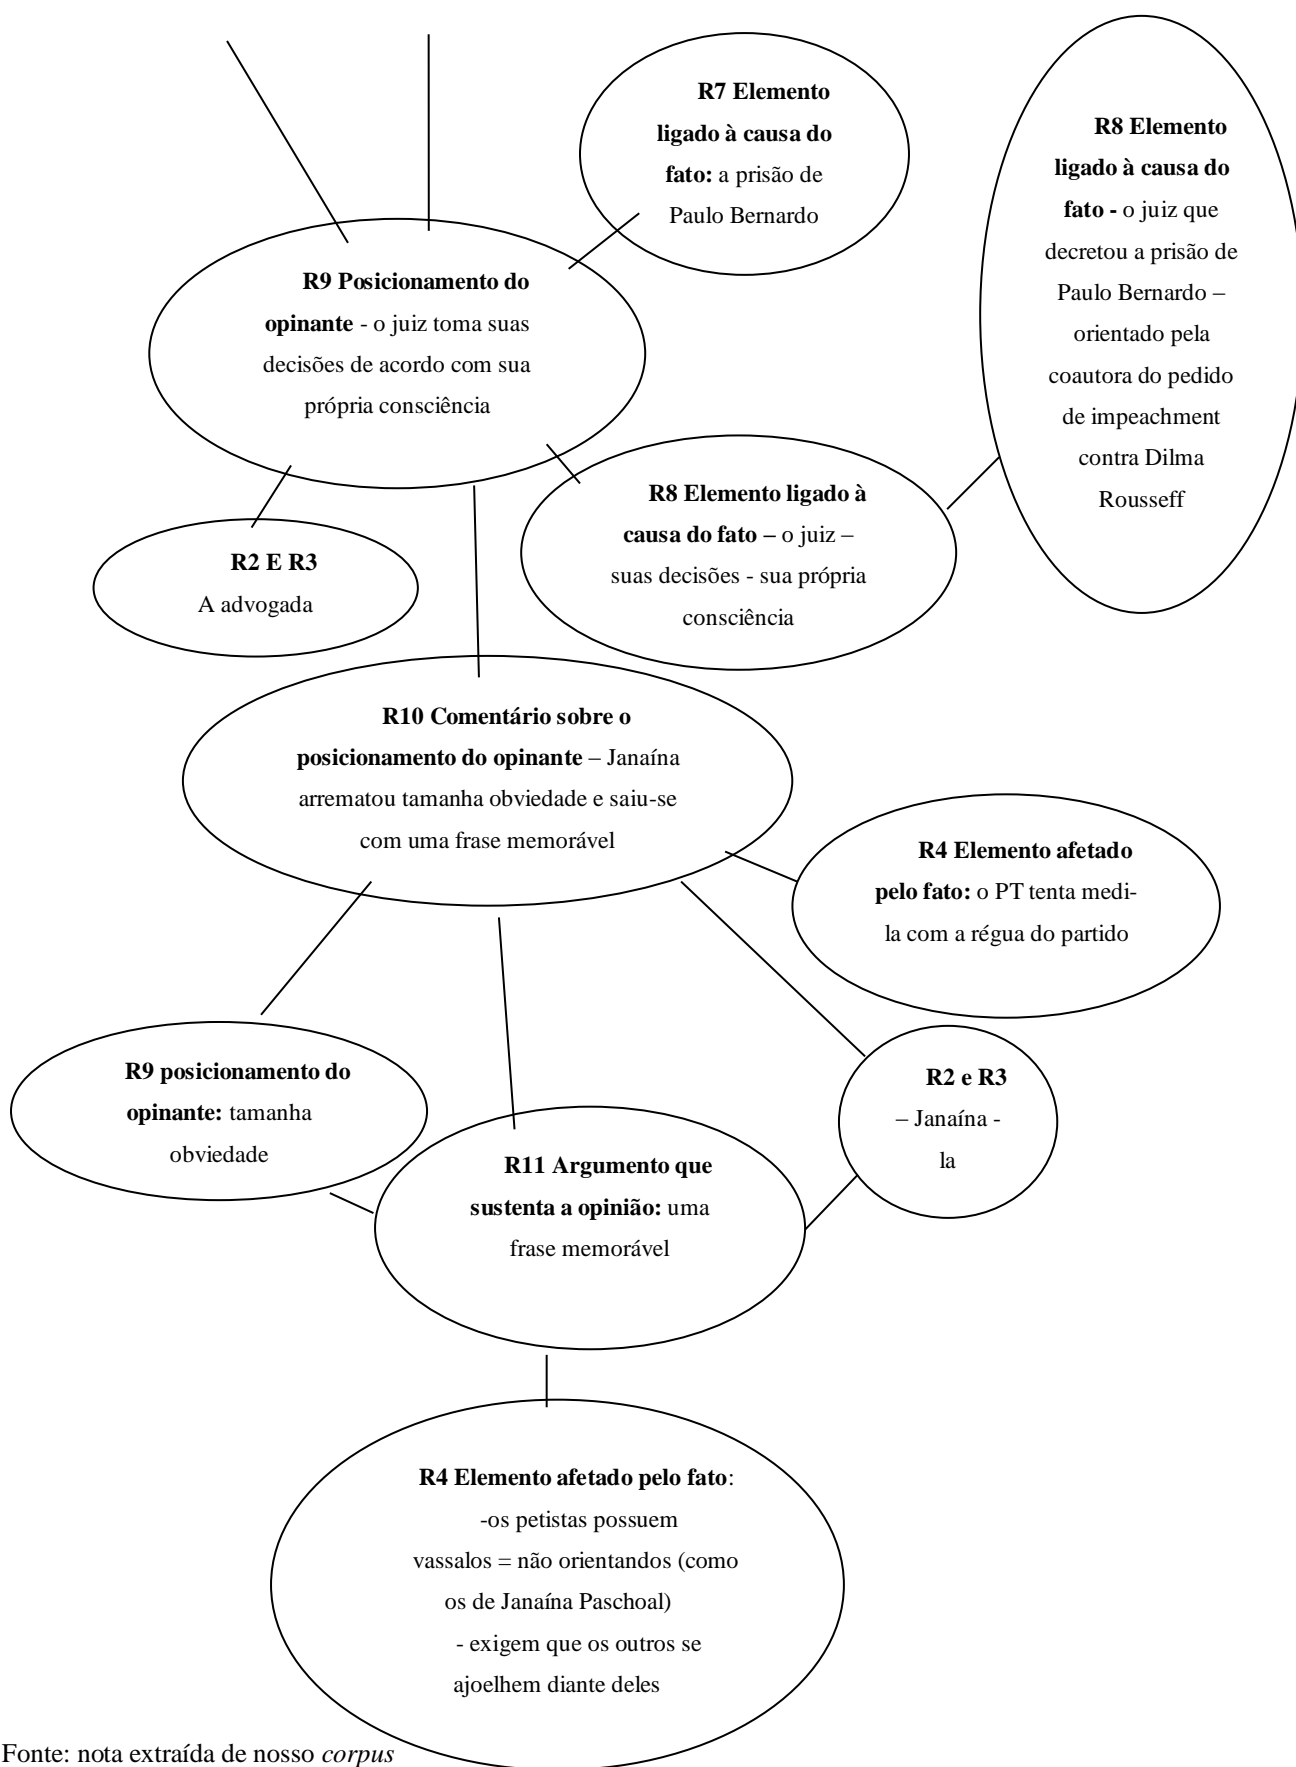 R7 Elemento
ligado à causa do
fato: a prisão de
Paulo Bernardo
R8 Elemento
ligado à causa do
fato - o juiz que
decretou a prisão de
Paulo Bernardo –
orientado pela
coautora do pedido
de impeachment
contra Dilma
Rousseff
R9 Posicionamento do
opinante - o juiz toma suas
decisões de acordo com sua
própria consciência
R8 Elemento ligado à
causa do fato – o juiz –
suas decisões - sua própria
consciência
R2 E R3
A advogada
R10 Comentário sobre o
posicionamento do opinante – Janaína
arrematou tamanha obviedade e saiu-se
com uma frase memorável
R4 Elemento afetado
pelo fato: o PT tenta medi-
la com a régua do partido
R9 posicionamento do
opinante: tamanha
obviedade
R2 e R3
– Janaína -
la
R11 Argumento que
sustenta a opinião: uma
frase memorável
R4 Elemento afetado pelo fato:
-os petistas possuem
vassalos = não orientandos (como
os de Janaína Paschoal)
- exigem que os outros se
ajoelhem diante deles
Fonte: nota extraída de nosso corpus